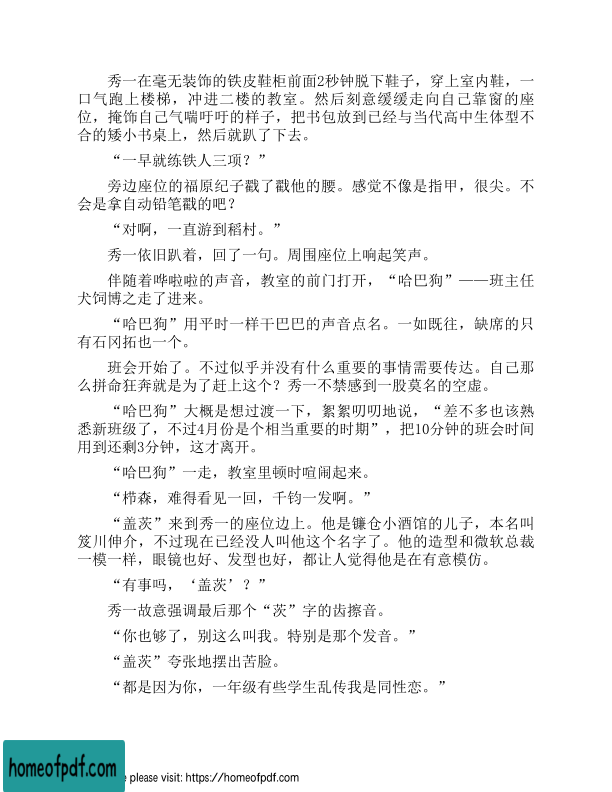 秀一在毫无装饰的铁皮鞋柜前面2秒钟脱下鞋子，穿上室内鞋，一
口气跑上楼梯，冲进二楼的教室。然后刻意缓缓走向自己靠窗的座
位，掩饰自己气喘吁吁的样子，把书包放到已经与当代高中生体型不
合的矮小书桌上，然后就趴了下去。
“一早就练铁人三项？”
旁边座位的福原纪子戳了戳他的腰。感觉不像是指甲，很尖。不
会是拿自动铅笔戳的吧？
“对啊，一直游到稻村。”
秀一依旧趴着，回了一句。周围座位上响起笑声。
伴随着哗啦啦的声音，教室的前门打开，“哈巴狗”——班主任
犬饲博之走了进来。
“哈巴狗”用平时一样干巴巴的声音点名。一如既往，缺席的只
有石冈拓也一个。
班会开始了。不过似乎并没有什么重要的事情需要传达。自己那
么拼命狂奔就是为了赶上这个？秀一不禁感到一股莫名的空虚。
“哈巴狗”大概是想过渡一下，絮絮叨叨地说，“差不多也该熟
悉新班级了，不过4月份是个相当重要的时期”，把10分钟的班会时间
用到还剩3分钟，这才离开。
“哈巴狗”一走，教室里顿时喧闹起来。
“栉森，难得看见一回，千钧一发啊。”
“盖茨”来到秀一的座位边上。他是镰仓小酒馆的儿子，本名叫
笈川伸介，不过现在已经没人叫他这个名字了。他的造型和微软总裁
一模一样，眼镜也好、发型也好，都让人觉得他是在有意模仿。
“有事吗，‘盖茨’？”
秀一故意强调最后那个“茨”字的齿擦音。
“你也够了，别这么叫我。特别是那个发音。”
“盖茨”夸张地摆出苦脸。
“都是因为你，一年级有些学生乱传我是同性恋。”
homeofpdf.com
e please visit: https://homeofpdf.com